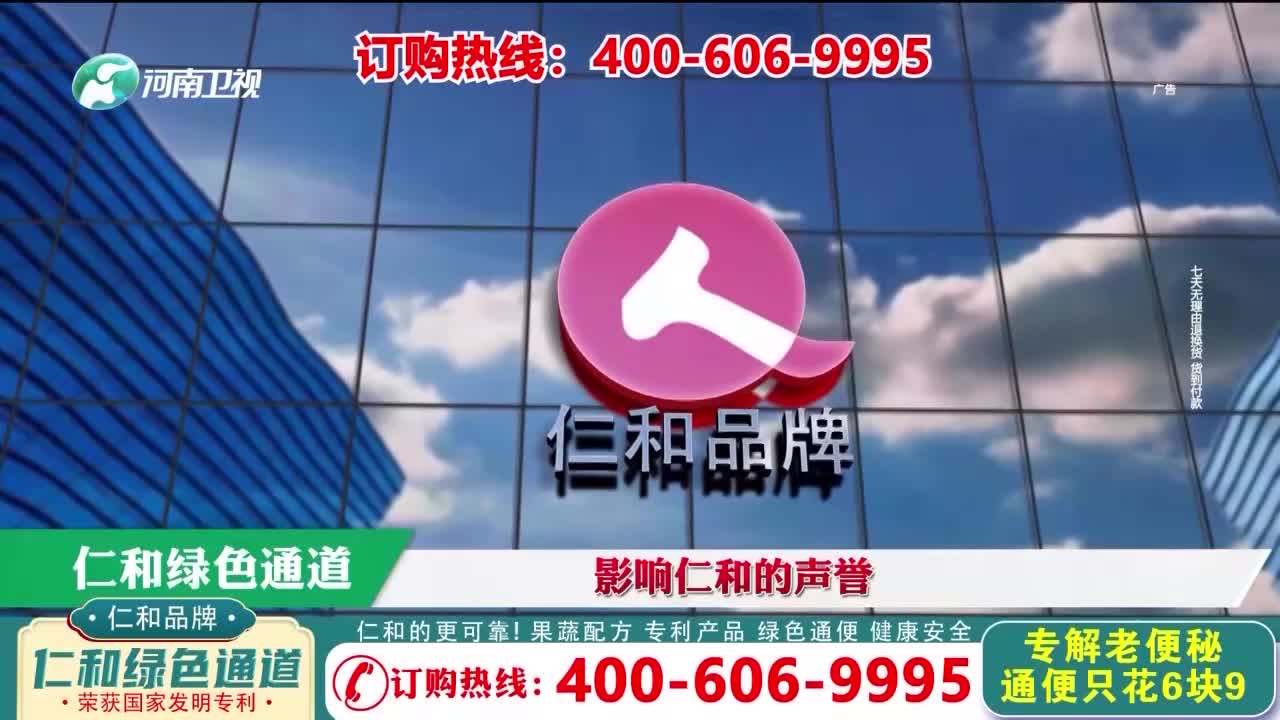 订购热线：400-606-9995
河南卫视
广告
七天无理由退换货 货到付款
仁和品牌
仁和绿色通道
影响仁和的声誉
·仁和品牌·
仁和绿色通道
·荣获国家发明专利·
仁和的更可靠！果蔬配方 专利产品 绿色通便 健康安全
订购热线：400-606-9995
专解老便秘
通便只花6块9